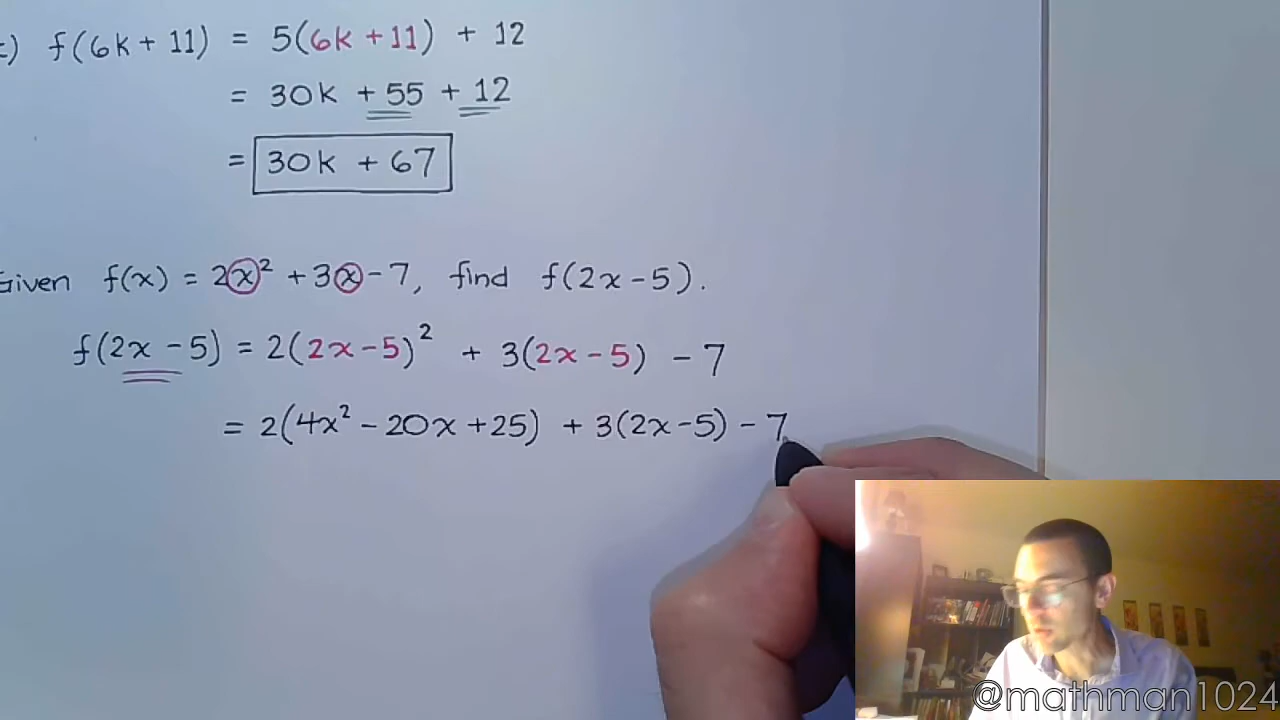 c) f(6k + 11) = 5(6k + 11) + 12
= 30k + 55 + 12
= 30k + 67
Given f(x) = 2x² + 3x - 7, find f(2x - 5).
f(2x - 5) = 2(2x - 5)² + 3(2x - 5) - 7
= 2(4x² - 20x + 25) + 3(2x - 5) - 7
@mathman1024